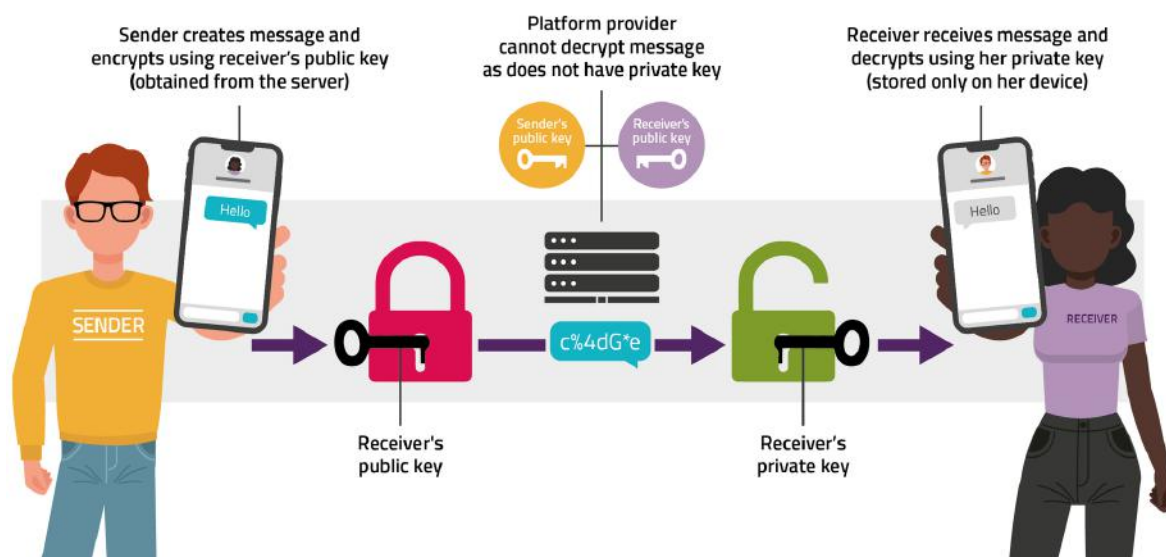 Sender creates message and
encrypts using receiver's public key
(obtained from the server)
Platform provider
cannot decrypt message
as does not have private key
Receiver receives message and
decrypts using her private key
(stored only on her device)
Sender's
public key
Receiver's
public key
Hello
Hello
SENDER
c%4dG*e
RECEIVER
Receiver's
public key
Receiver's
private key